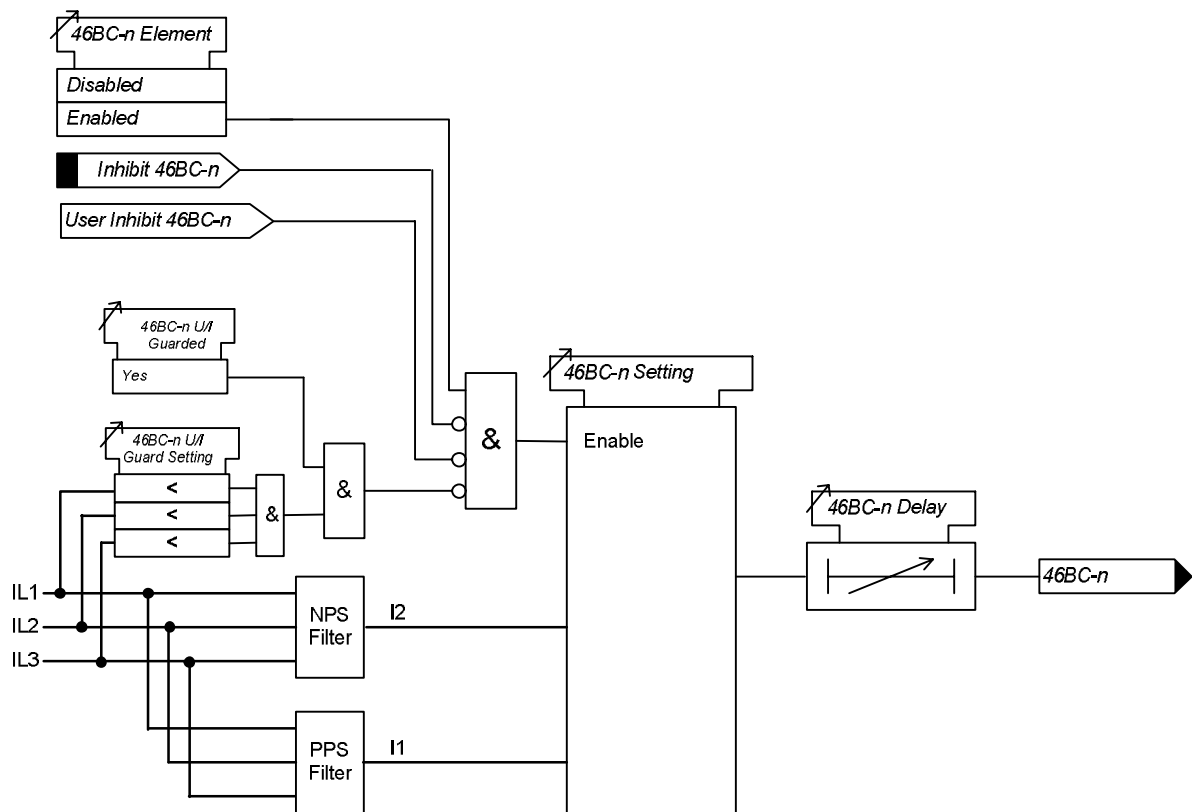 46BC-n Element
Disabled
Enabled
Inhibit 46BC-n
User Inhibit 46BC-n
46BC-n U/I
Guarded
Yes
46BC-n U/I
Guard Setting
<
<
<
&
&
&
46BC-n Setting
Enable
46BC-n Delay
46BC-n
IL1
IL2
IL3
NPS
Filter
I2
PPS
Filter
I1